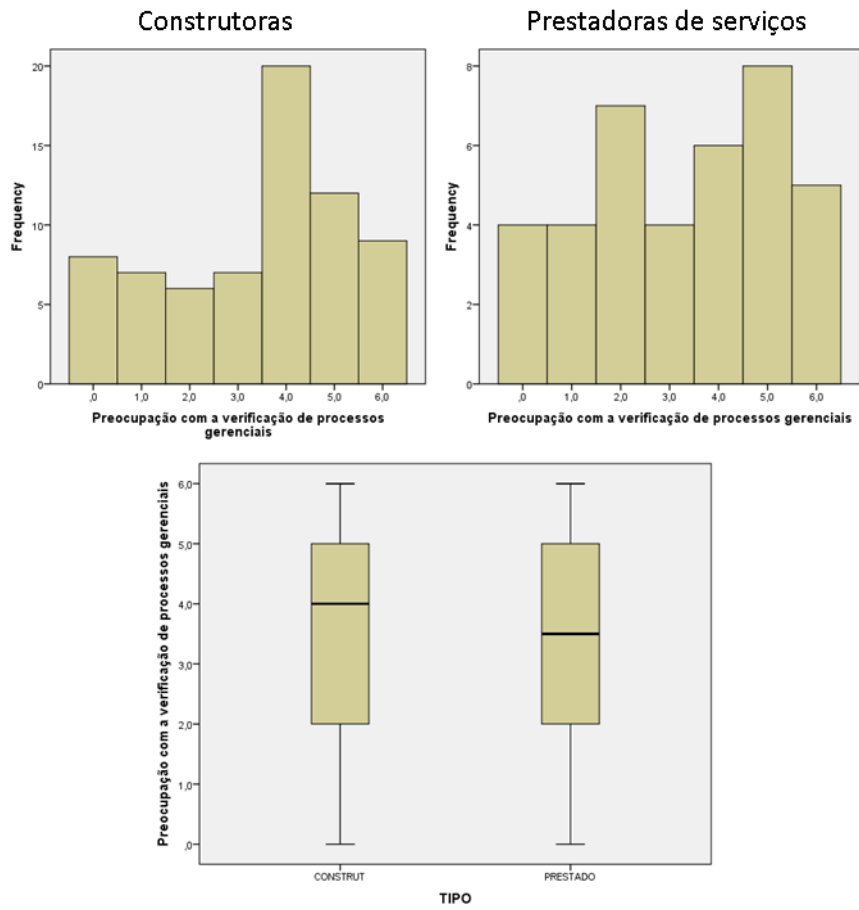 Construtoras
Prestadoras de serviços
20
15
10
5
0
Frequency
,0 1,0 2,0 3,0 4,0 5,0 6,0
Preocupação com a verificação de processos
gerenciais
8
6
4
2
0
Frequency
,0 1,0 2,0 3,0 4,0 5,0 6,0
Preocupação com a verificação de processos gerenciais
Preocupação com a verificação de processos gerenciais
6,0
5,0
4,0
3,0
2,0
1,0
,0
CONSTRUT PRESTADO
TIPO